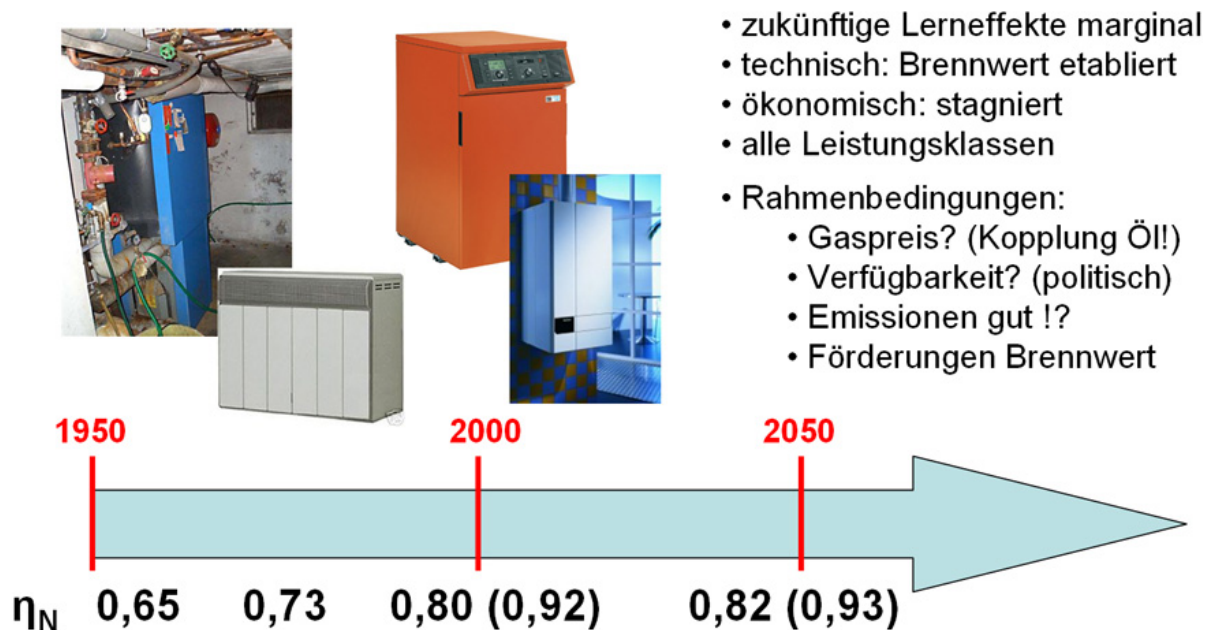 • zukünftige Lerneffekte marginal
• technisch: Brennwert etabliert
• ökonomisch: stagniert
• alle Leistungsklassen
• Rahmenbedingungen:
• Gaspreis? (Kopplung Öl!)
• Verfügbarkeit? (politisch)
• Emissionen gut !?
• Förderungen Brennwert
1950 2000 2050
ηN 0,65 0,73 0,80 (0,92) 0,82 (0,93)